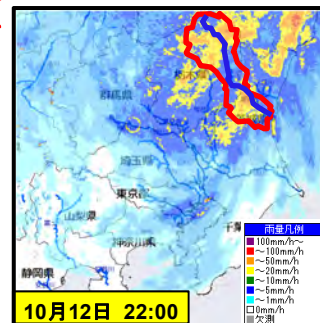 栃木県
群馬県
埼玉県
東京都
千葉
山梨県
神奈川県
静岡県
雨量凡例
100mm/h～
～100mm/h
～50mm/h
～20mm/h
～10mm/h
～5mm/h
～1mm/h
0mm/h
欠測
10月12日 22:00